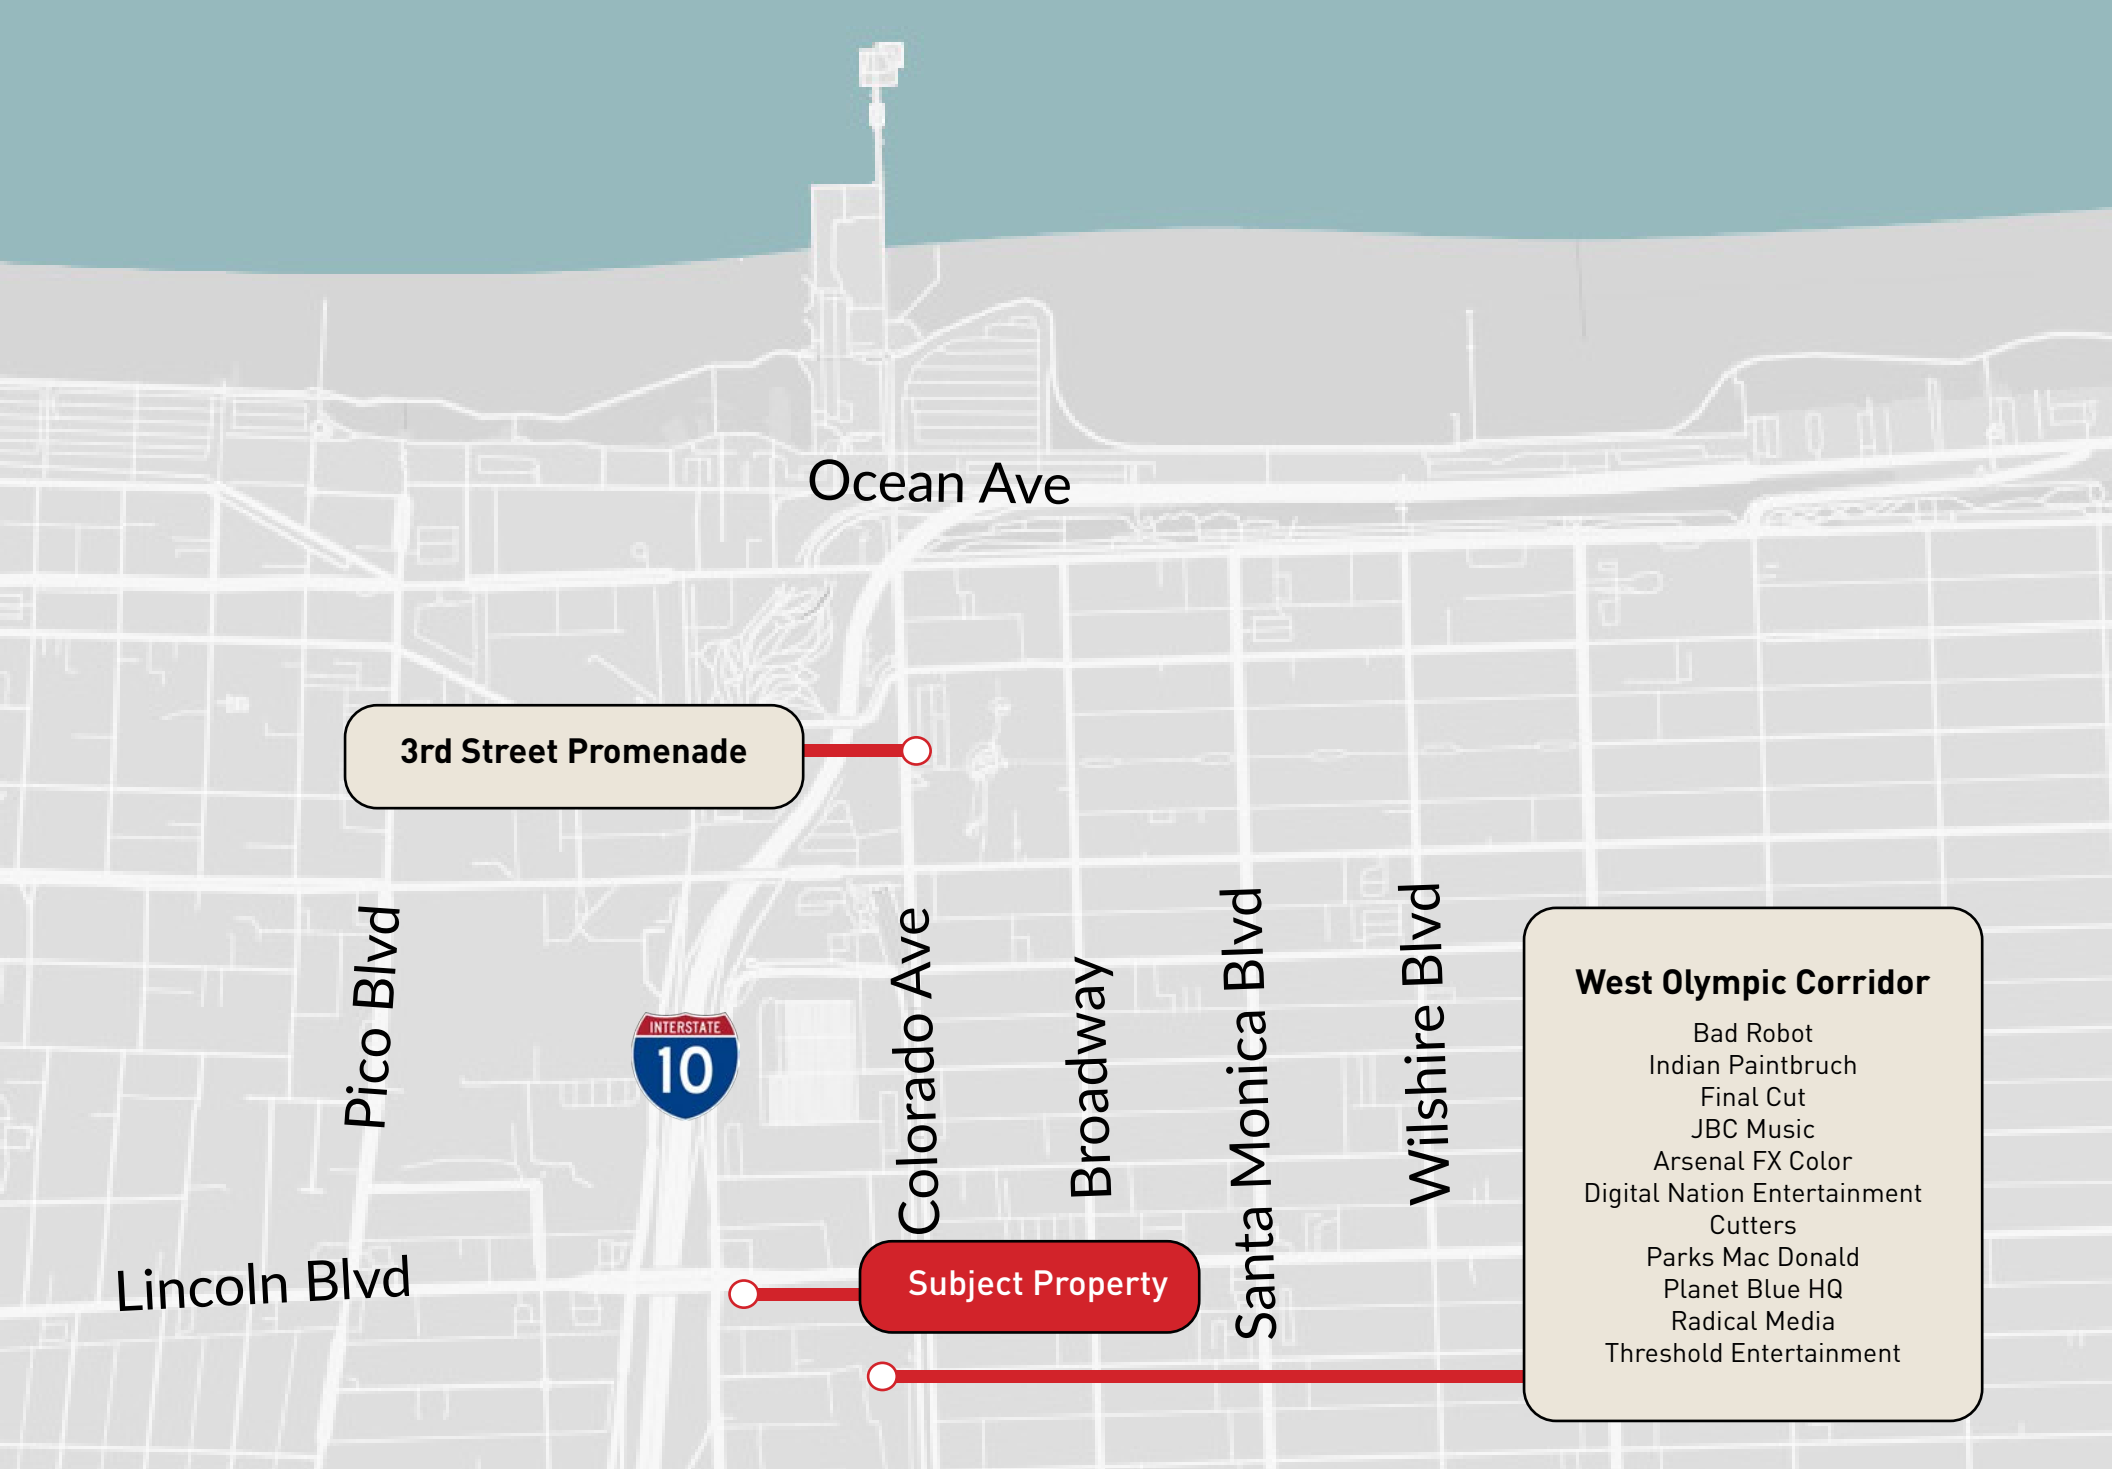 Ocean Ave
3rd Street Promenade
Pico Blvd
INTERSTATE
10
Colorado Ave
Broadway
Santa Monica Blvd
Wilshire Blvd
Lincoln Blvd
Subject Property
West Olympic Corridor
Bad Robot
Indian Paintbruch
Final Cut
JBC Music
Arsenal FX Color
Digital Nation Entertainment
Cutters
Parks Mac Donald
Planet Blue HQ
Radical Media
Threshold Entertainment